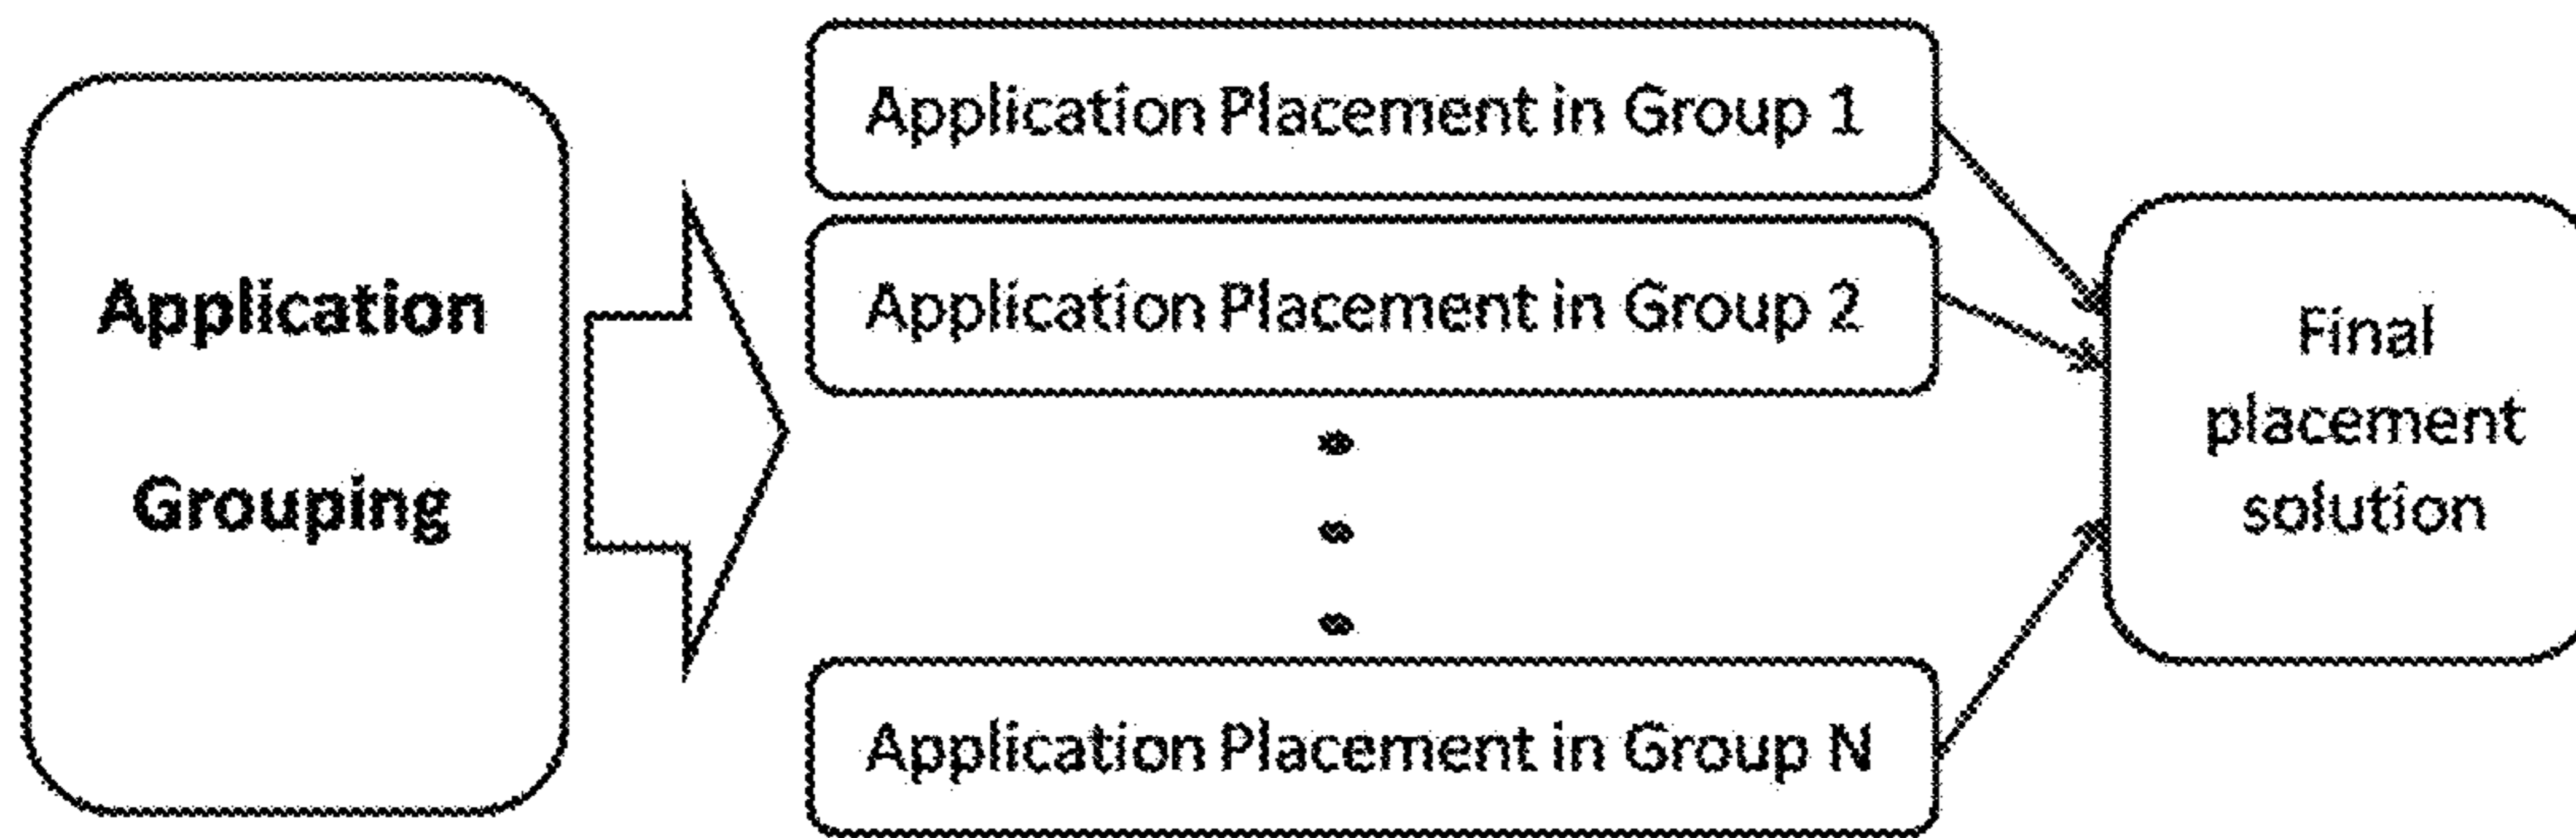 Application
Grouping
Application Placement in Group 1
Application Placement in Group 2
Application Placement in Group N
Final
placement
solution